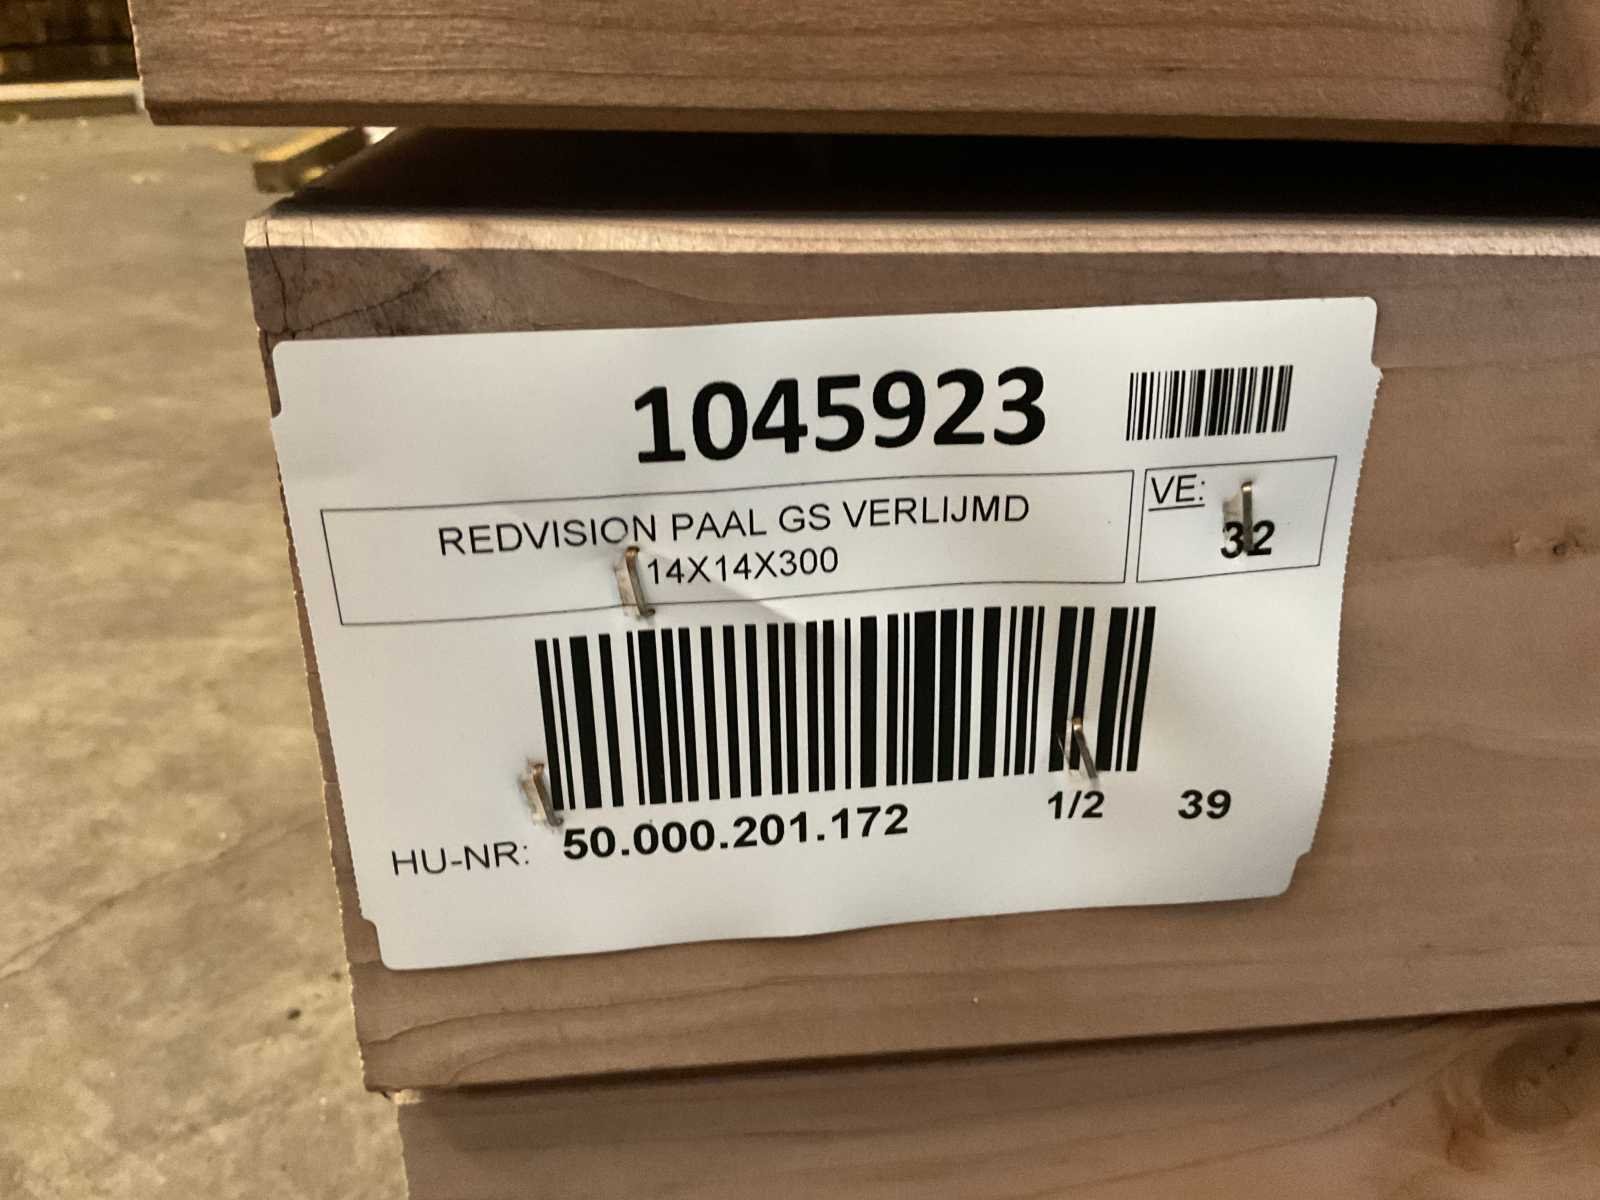 1045923
REDVISION PAAL GS VERLIJMD
14X14X300
VE:
32
HU-NR: 50.000.201.172 1/2 39